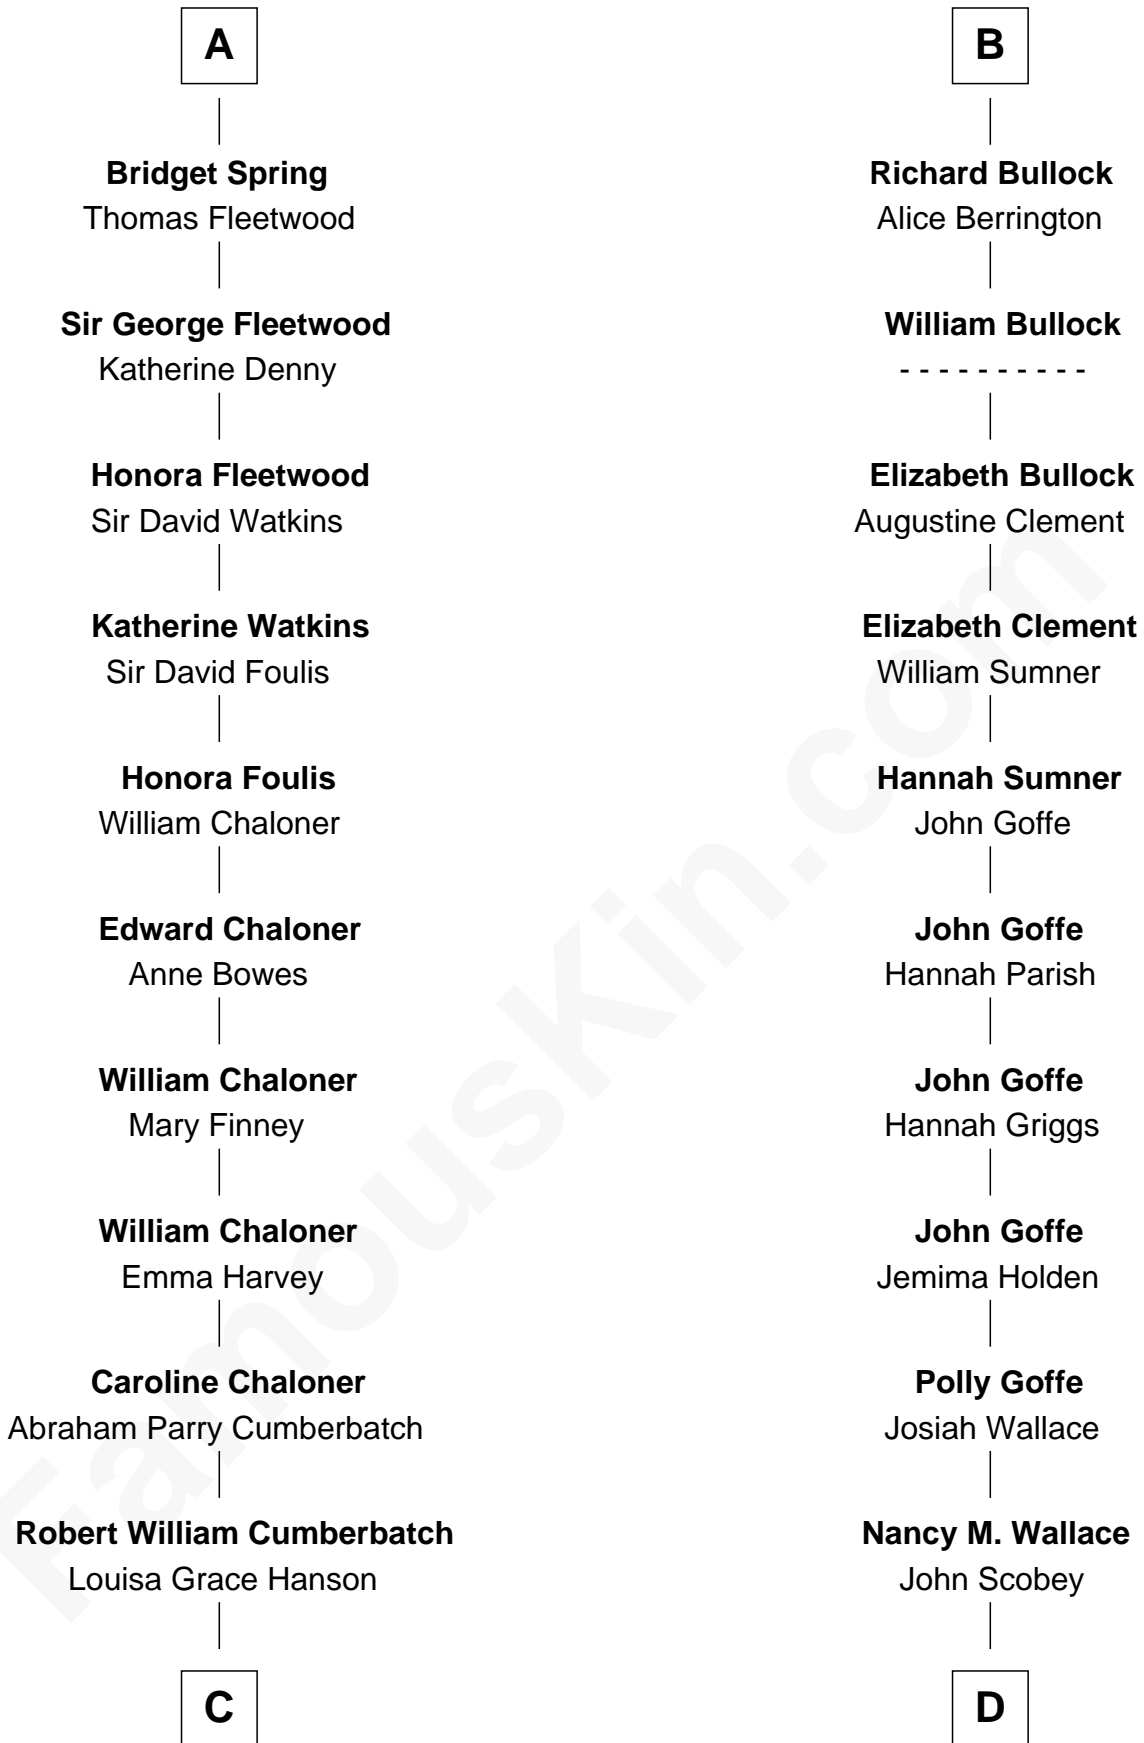 A
Bridget Spring
Thomas Fleetwood
Sir George Fleetwood
Katherine Denny
Honora Fleetwood
Sir David Watkins
Katherine Watkins
Sir David Foulis
Honora Foulis
William Chaloner
Edward Chaloner
Anne Bowes
William Chaloner
Mary Finney
William Chaloner
Emma Harvey
Caroline Chaloner
Abraham Parry Cumberbatch
Robert William Cumberbatch
Louisa Grace Hanson
C
B
Richard Bullock
Alice Berrington
William Bullock
- - - - - - - - - -
Elizabeth Bullock
Augustine Clement
Elizabeth Clement
William Sumner
Hannah Sumner
John Goffe
John Goffe
Hannah Parish
John Goffe
Hannah Griggs
John Goffe
Jemima Holden
Polly Goffe
Josiah Wallace
Nancy M. Wallace
John Scobey
D
FamousKin.com